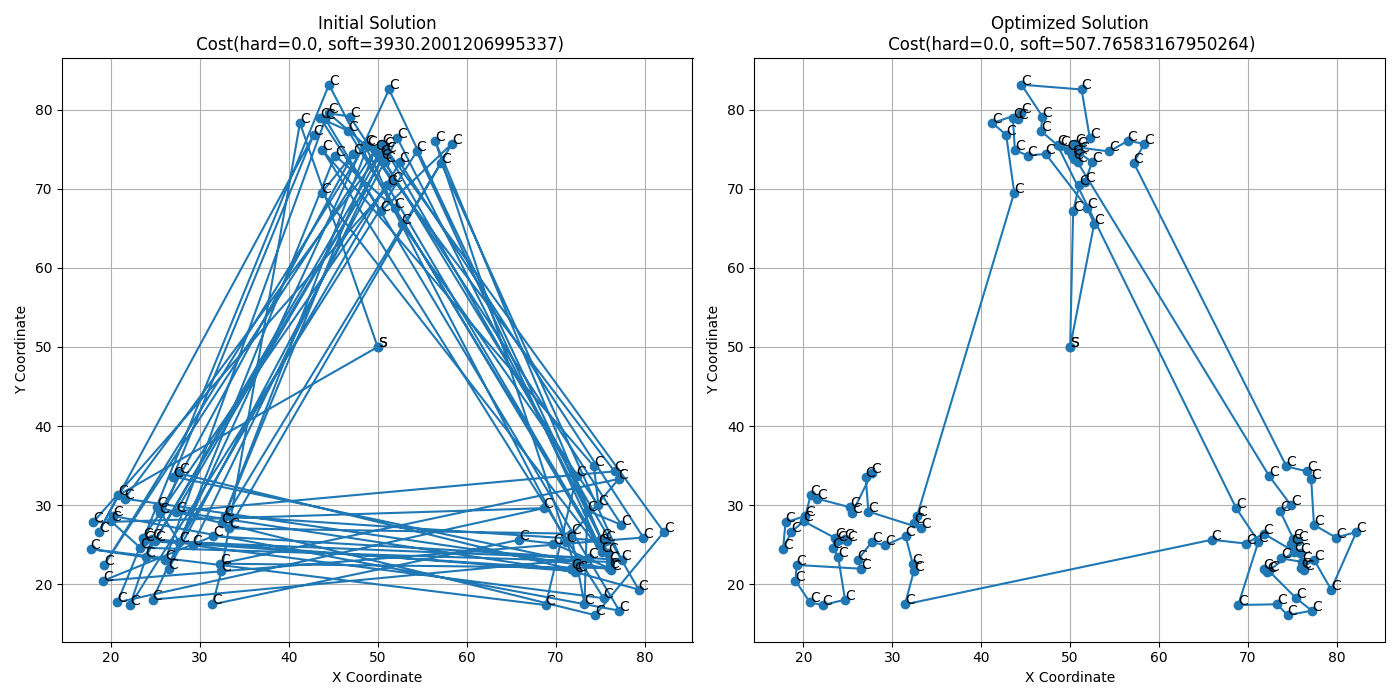 Initial Solution
Cost(hard=0.0, soft=3930.2001206995337)
80
70
60
50
40
30
20
Y Coordinate
20
30
40
50
60
70
80
X Coordinate
S
C
Optimized Solution
Cost(hard=0.0, soft=507.76583167950264)
80
70
60
50
40
30
20
Y Coordinate
20
30
40
50
60
70
80
X Coordinate
S
C